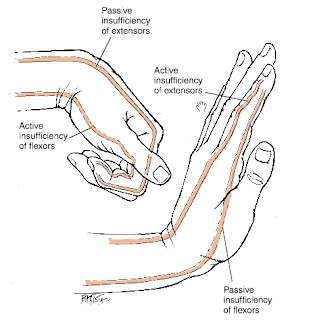 Passive
insufficiency
of extensors
Active
insufficiency
of extensors
Active
insufficiency
of flexors
Passive
insufficiency
of flexors